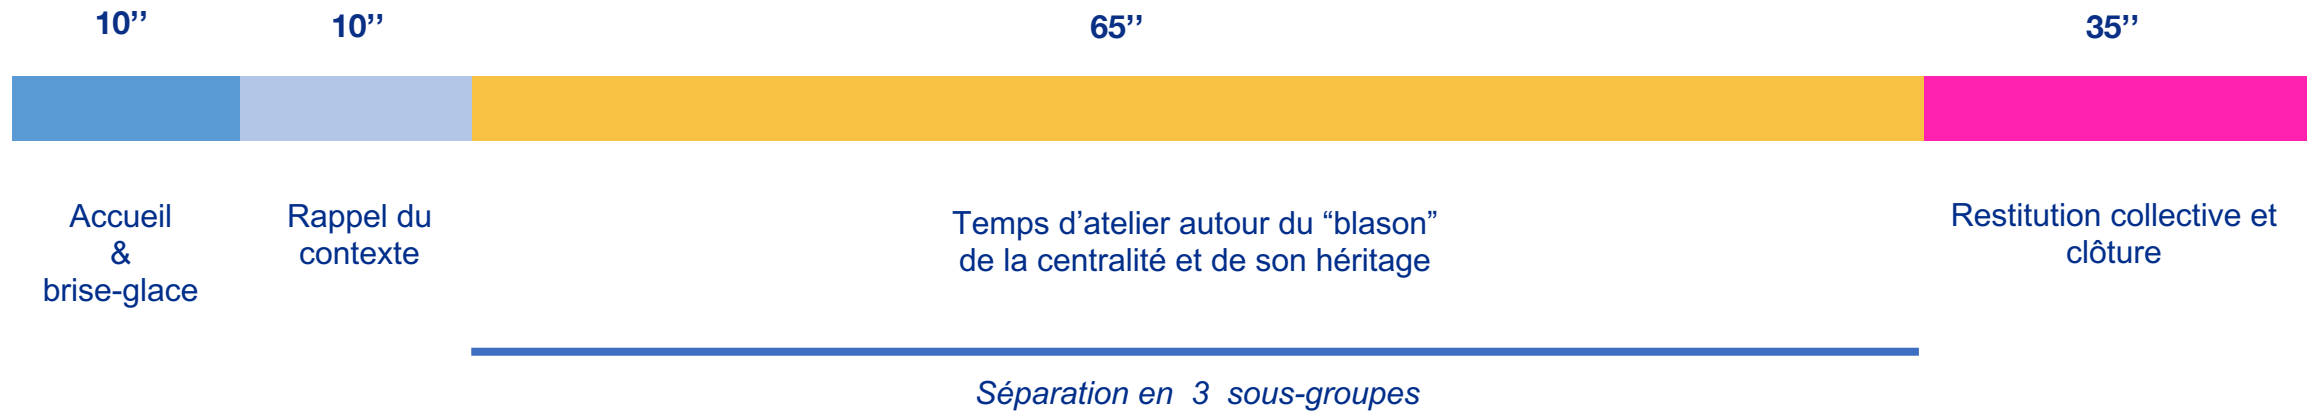 10’’
10’’
65’’
35’’
Accueil
&
brise-glace
Rappel du
contexte
Temps d’atelier autour du “blason”
de la centralité et de son héritage
Restitution collective et
clôture
Séparation en 3 sous-groupes